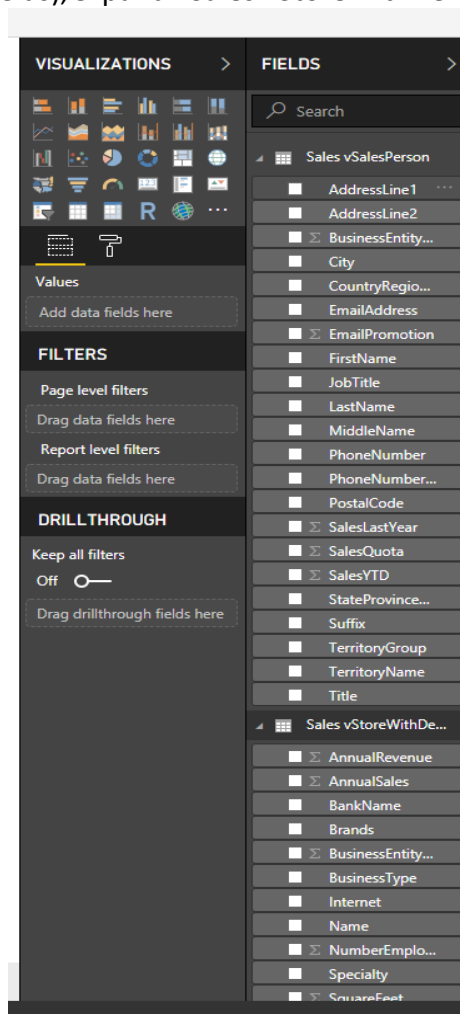 VISUALIZATIONS >
Values
Add data fields here
FILTERS
Page level filters
Drag data fields here
Report level filters
Drag data fields here
DRILLTHROUGH
Keep all filters
Off
Drag drillthrough fields here
FIELDS >
Search
Sales vSalesPerson
AddressLine1 ...
AddressLine2
Σ BusinessEntity...
City
CountryRegio...
EmailAddress
Σ EmailPromotion
FirstName
JobTitle
LastName
MiddleName
PhoneNumber
PhoneNumber...
PostalCode
Σ SalesLastYear
Σ SalesQuota
Σ SalesYTD
StateProvince...
Suffix
TerritoryGroup
TerritoryName
Title
Sales vStoreWithDe...
Σ AnnualRevenue
Σ AnnualSales
BankName
Brands
Σ BusinessEntity...
BusinessType
Internet
Name
Σ NumberEmplo...
Specialty
Σ SquareFeet